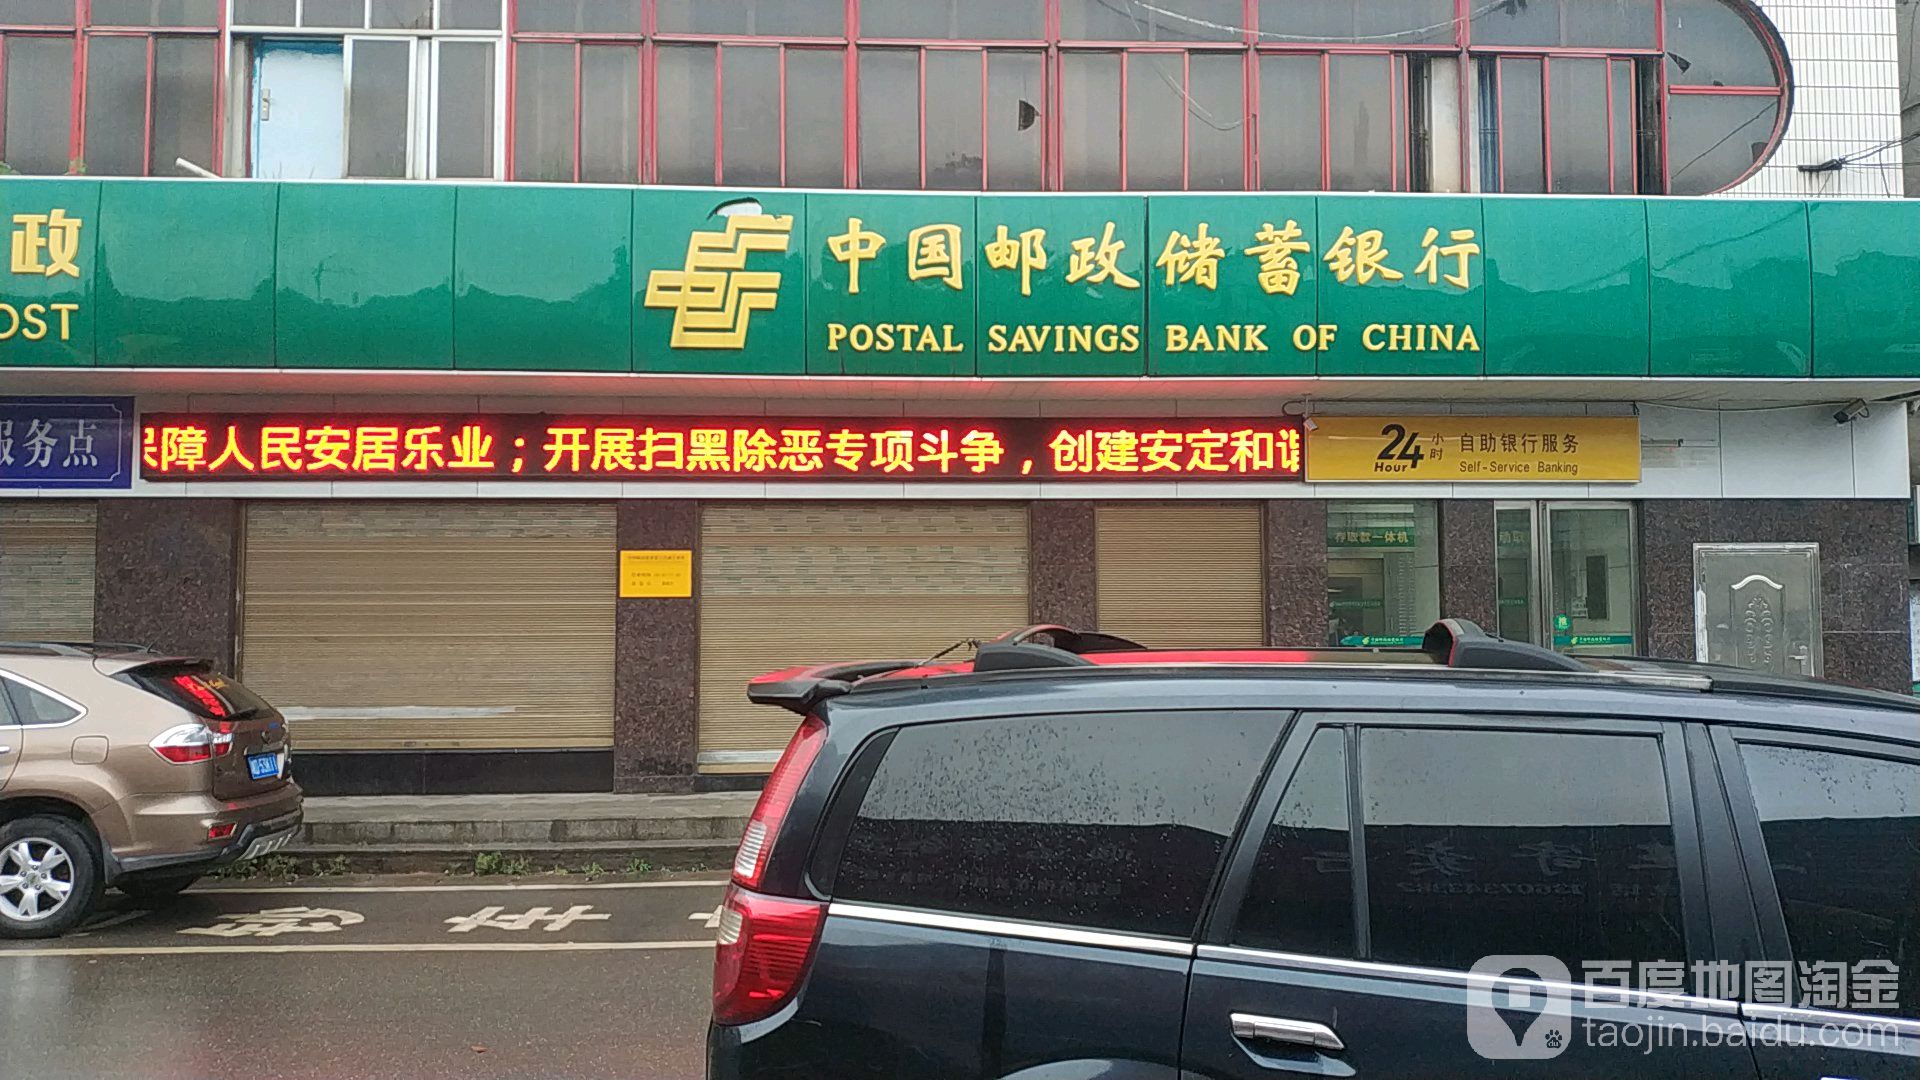 政
OST
中国邮政储蓄银行
POSTAL SAVINGS BANK OF CHINA
服务点
保障人民安居乐业；开展扫黑除恶专项斗争，创建安定和谐
24小时
Hour
自助银行服务
Self-Service Banking
存取款一体机
百度地图淘金
taojin.baidu.com